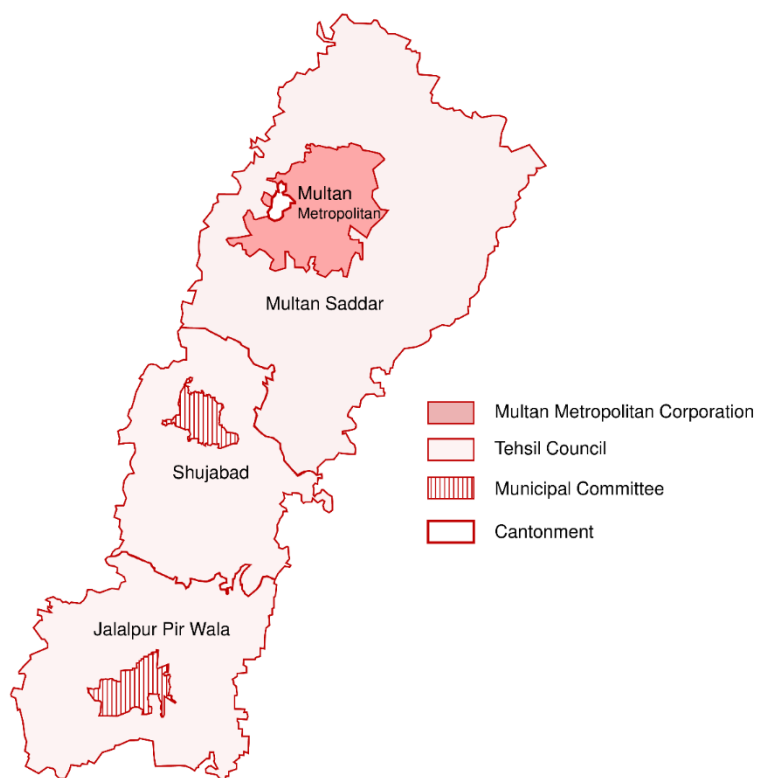 Multan
Metropolitan
Multan Saddar
Shujabad
Jalalpur Pir Wala
Multan Metropolitan Corporation
Tehsil Council
Municipal Committee
Cantonment